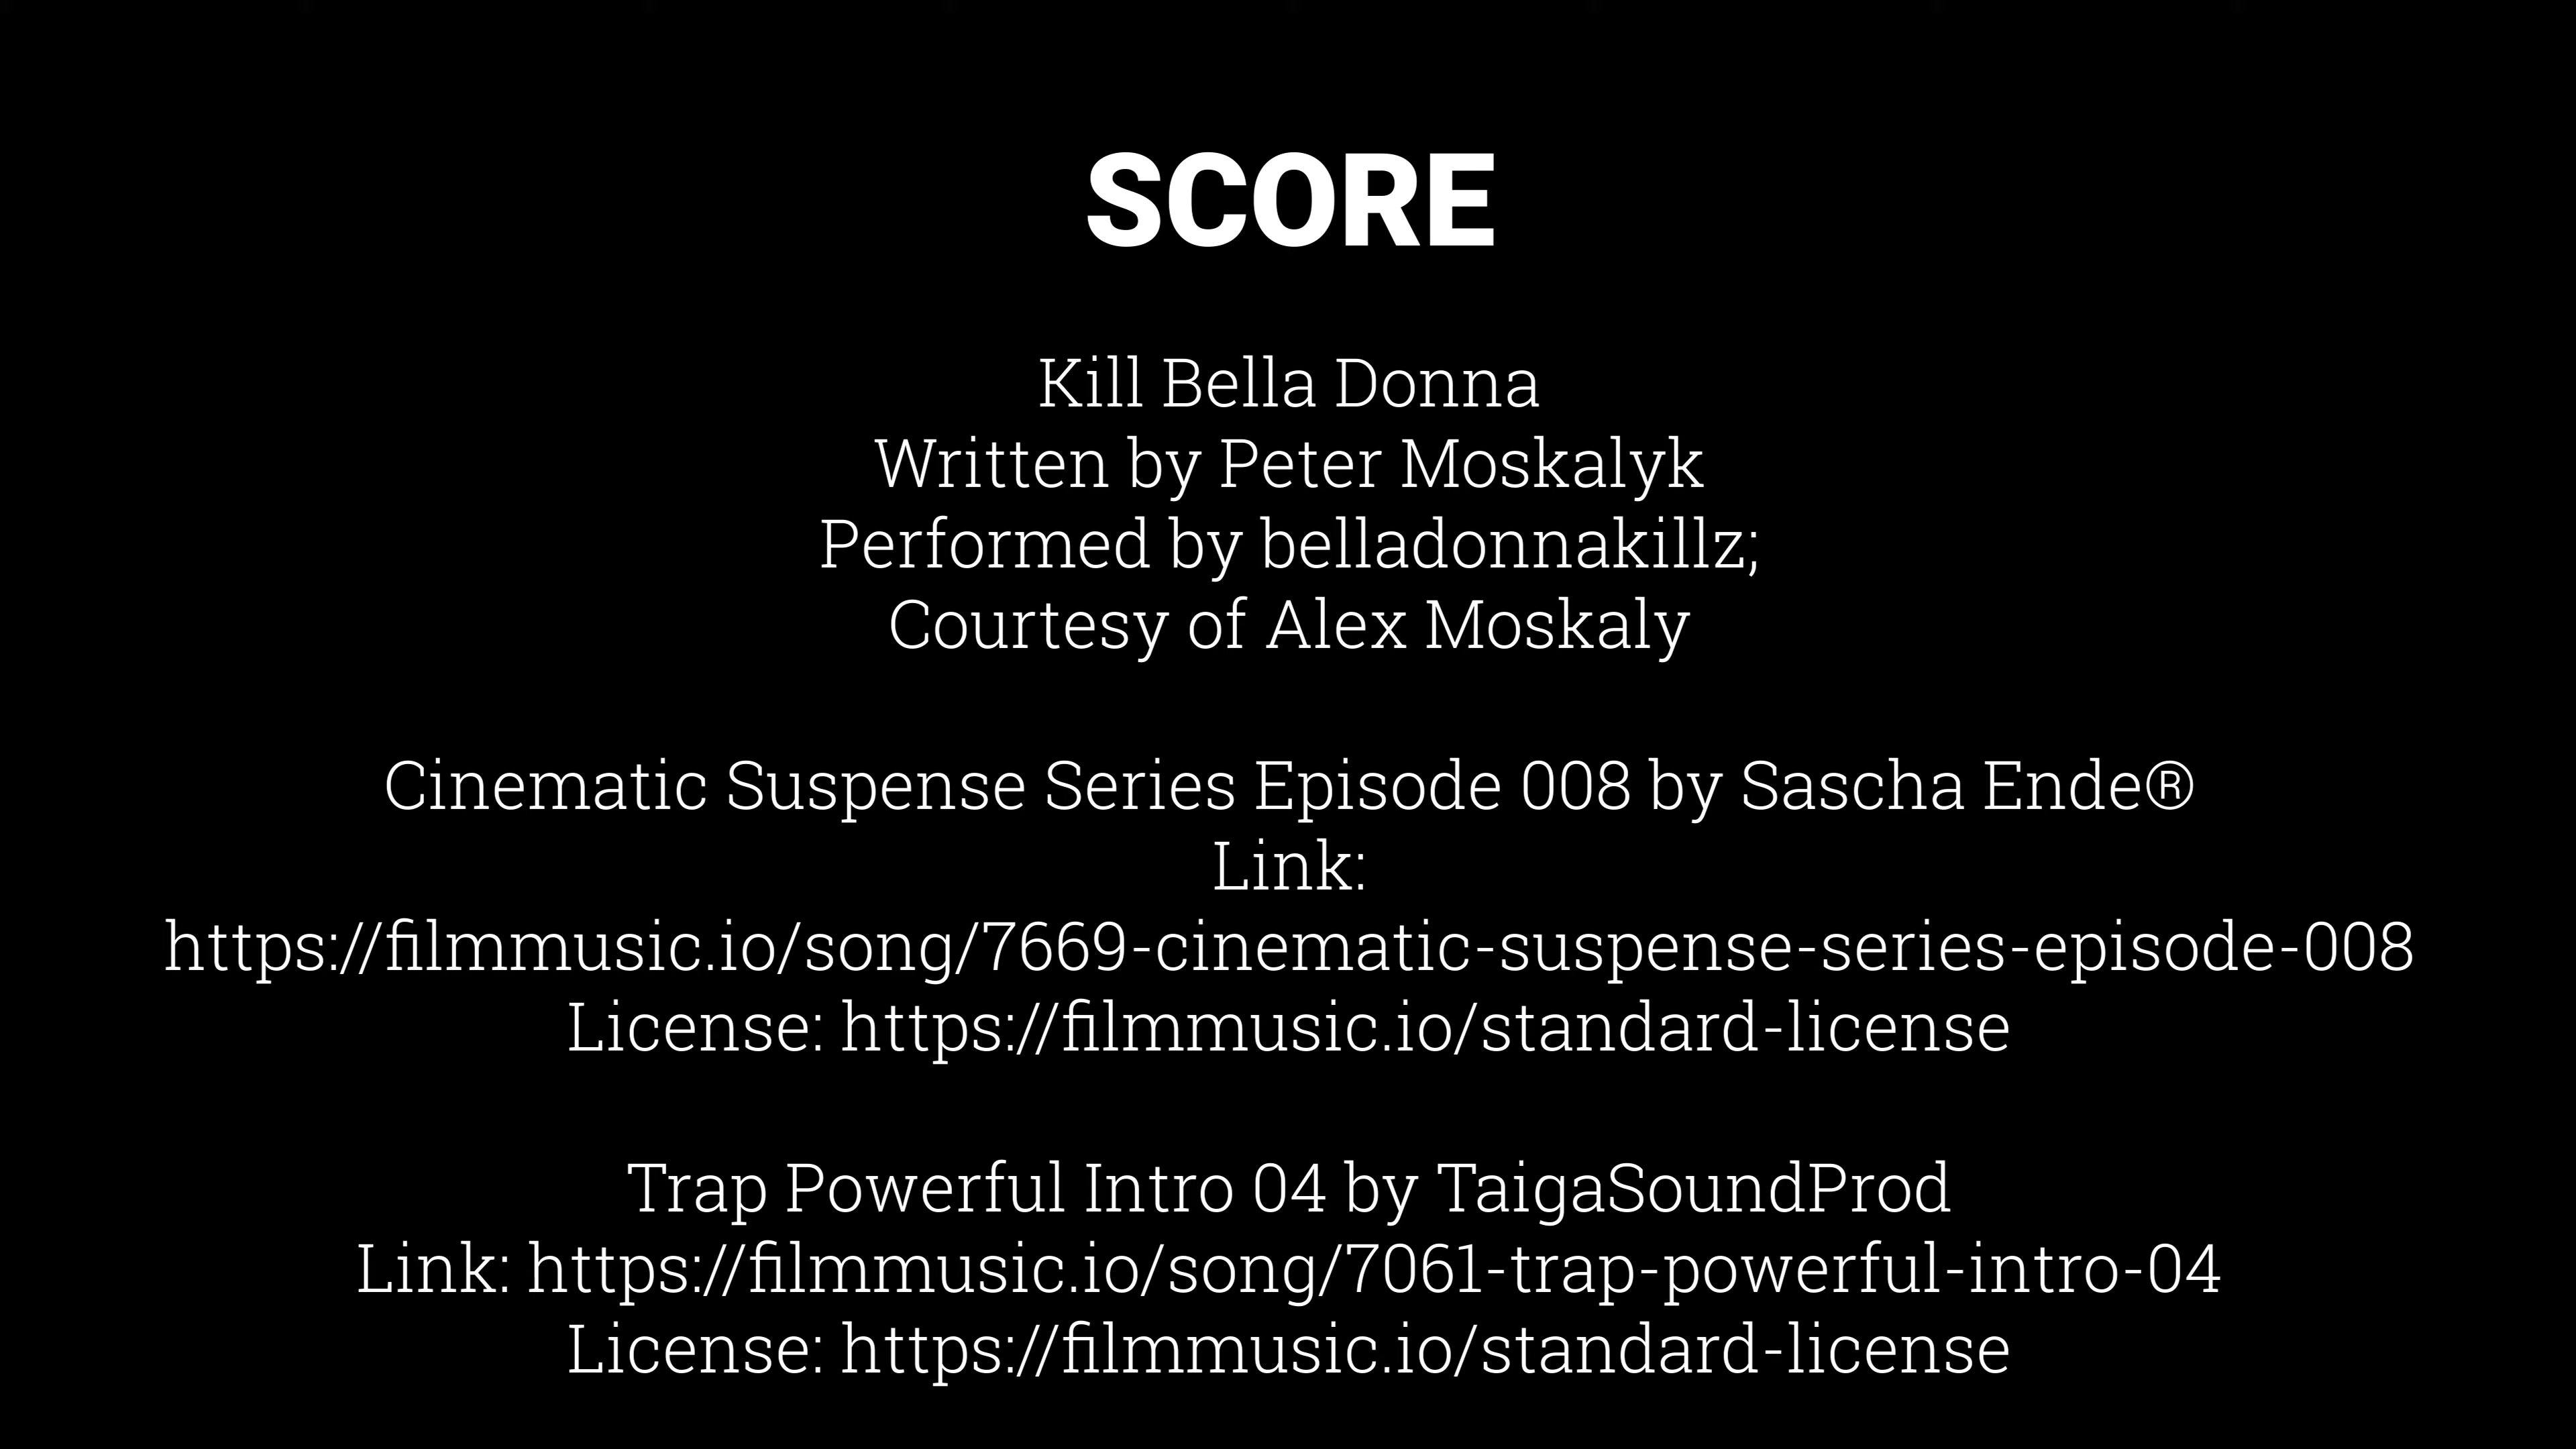 SCORE
Kill Bella Donna
Written by Peter Moskalyk
Performed by belladonnakillz;
Courtesy of Alex Moskaly
Cinematic Suspense Series Episode 008 by Sascha Ende®
Link:
https://filmmusic.io/song/7669-cinematic-suspense-series-episode-008
License: https://filmmusic.io/standard-license
Trap Powerful Intro 04 by TaigaSoundProd
Link: https://filmmusic.io/song/7061-trap-powerful-intro-04
License: https://filmmusic.io/standard-license